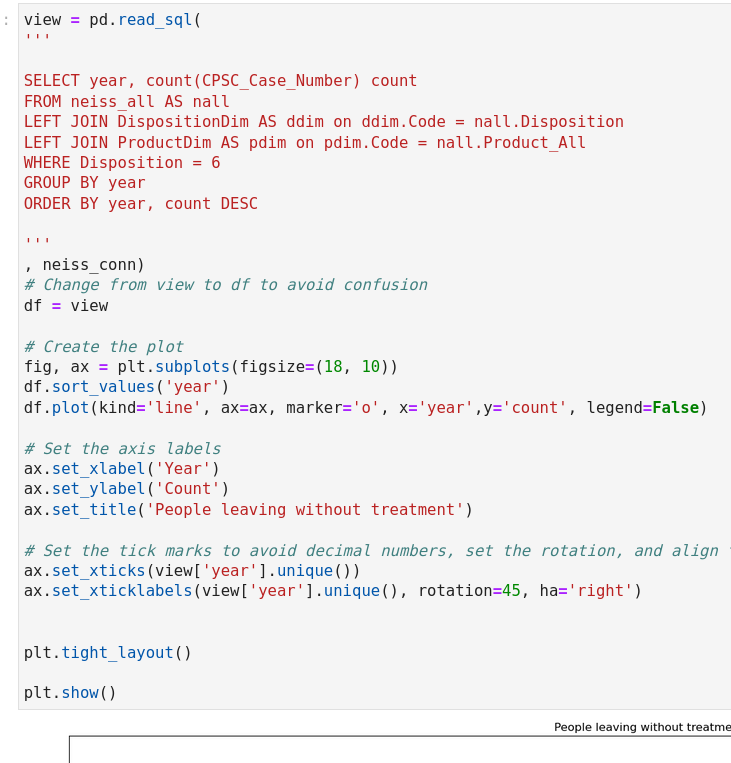 :
view = pd.read_sql(
'''
SELECT year, count(CPSC_Case_Number) count
FROM neiss_all AS nall
LEFT JOIN DispositionDim AS ddim on ddim.Code = nall.Disposition
LEFT JOIN ProductDim AS pdim on pdim.Code = nall.Product_All
WHERE Disposition = 6
GROUP BY year
ORDER BY year, count DESC
'''
, neiss_conn)
# Change from view to df to avoid confusion
df = view
# Create the plot
fig, ax = plt.subplots(figsize=(18, 10))
df.sort_values('year')
df.plot(kind='line', ax=ax, marker='o', x='year',y='count', legend=False)
# Set the axis labels
ax.set_xlabel('Year')
ax.set_ylabel('Count')
ax.set_title('People leaving without treatment')
# Set the tick marks to avoid decimal numbers, set the rotation, and align
ax.set_xticks(view['year'].unique())
ax.set_xticklabels(view['year'].unique(), rotation=45, ha='right')
plt.tight_layout()
plt.show()
People leaving without treatme